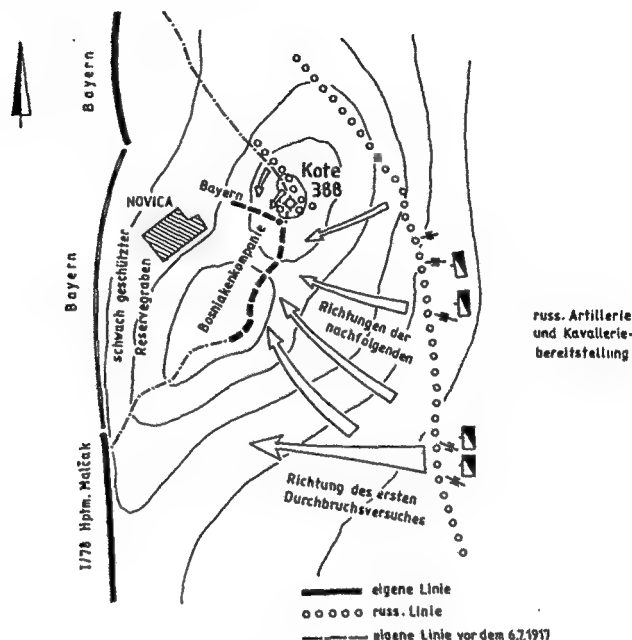 Bayern
Kote
388
Bayern
NOVICA
Bosniakenkompanie
Bayern
schwach geschützter
Reservegraben
Richtungen der
nachfolgenden
russ. Artillerie
und Kavallerie-
bereitstellung
I/78 Hptm. Malčak
Richtung des ersten
Durchbruchsversuches
eigene Linie
russ. Linie
eigene Linie vor dem 6.7.1917